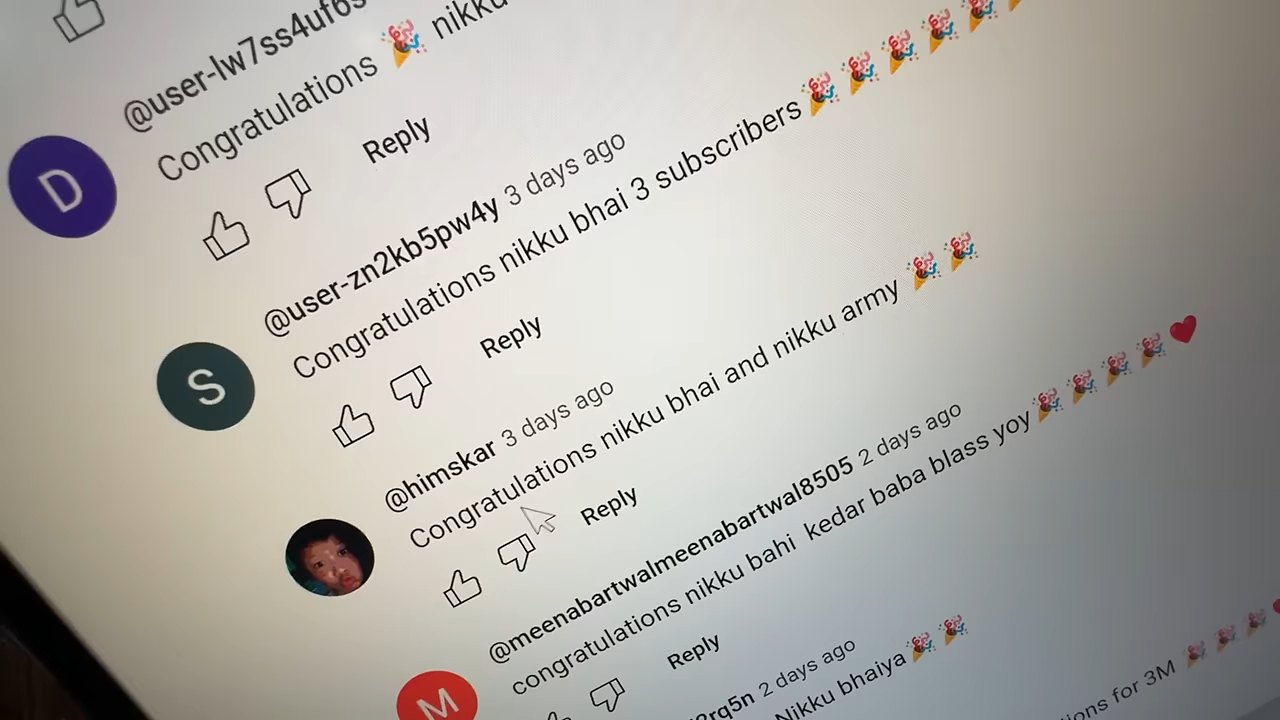 @user-lw7ss4uf6s
Congratulations 🎉 nikku
D
Reply
@user-zn2kb5pw4y 3 days ago
Congratulations nikku bhai 3 subscribers 🎉🎉🎉🎉🎉🎉
S
Reply
@himskar 3 days ago
Congratulations nikku bhai and nikku army 🎉🎉
Reply
@meenabartwalmeenabartwal8505 2 days ago
congratulations nikku bahi kedar baba blass yoy🎉🎉🎉🎉❤️
M
Reply
2 days ago
Nikku bhaiya🎉🎉
for 3M 🎉🎉🎉